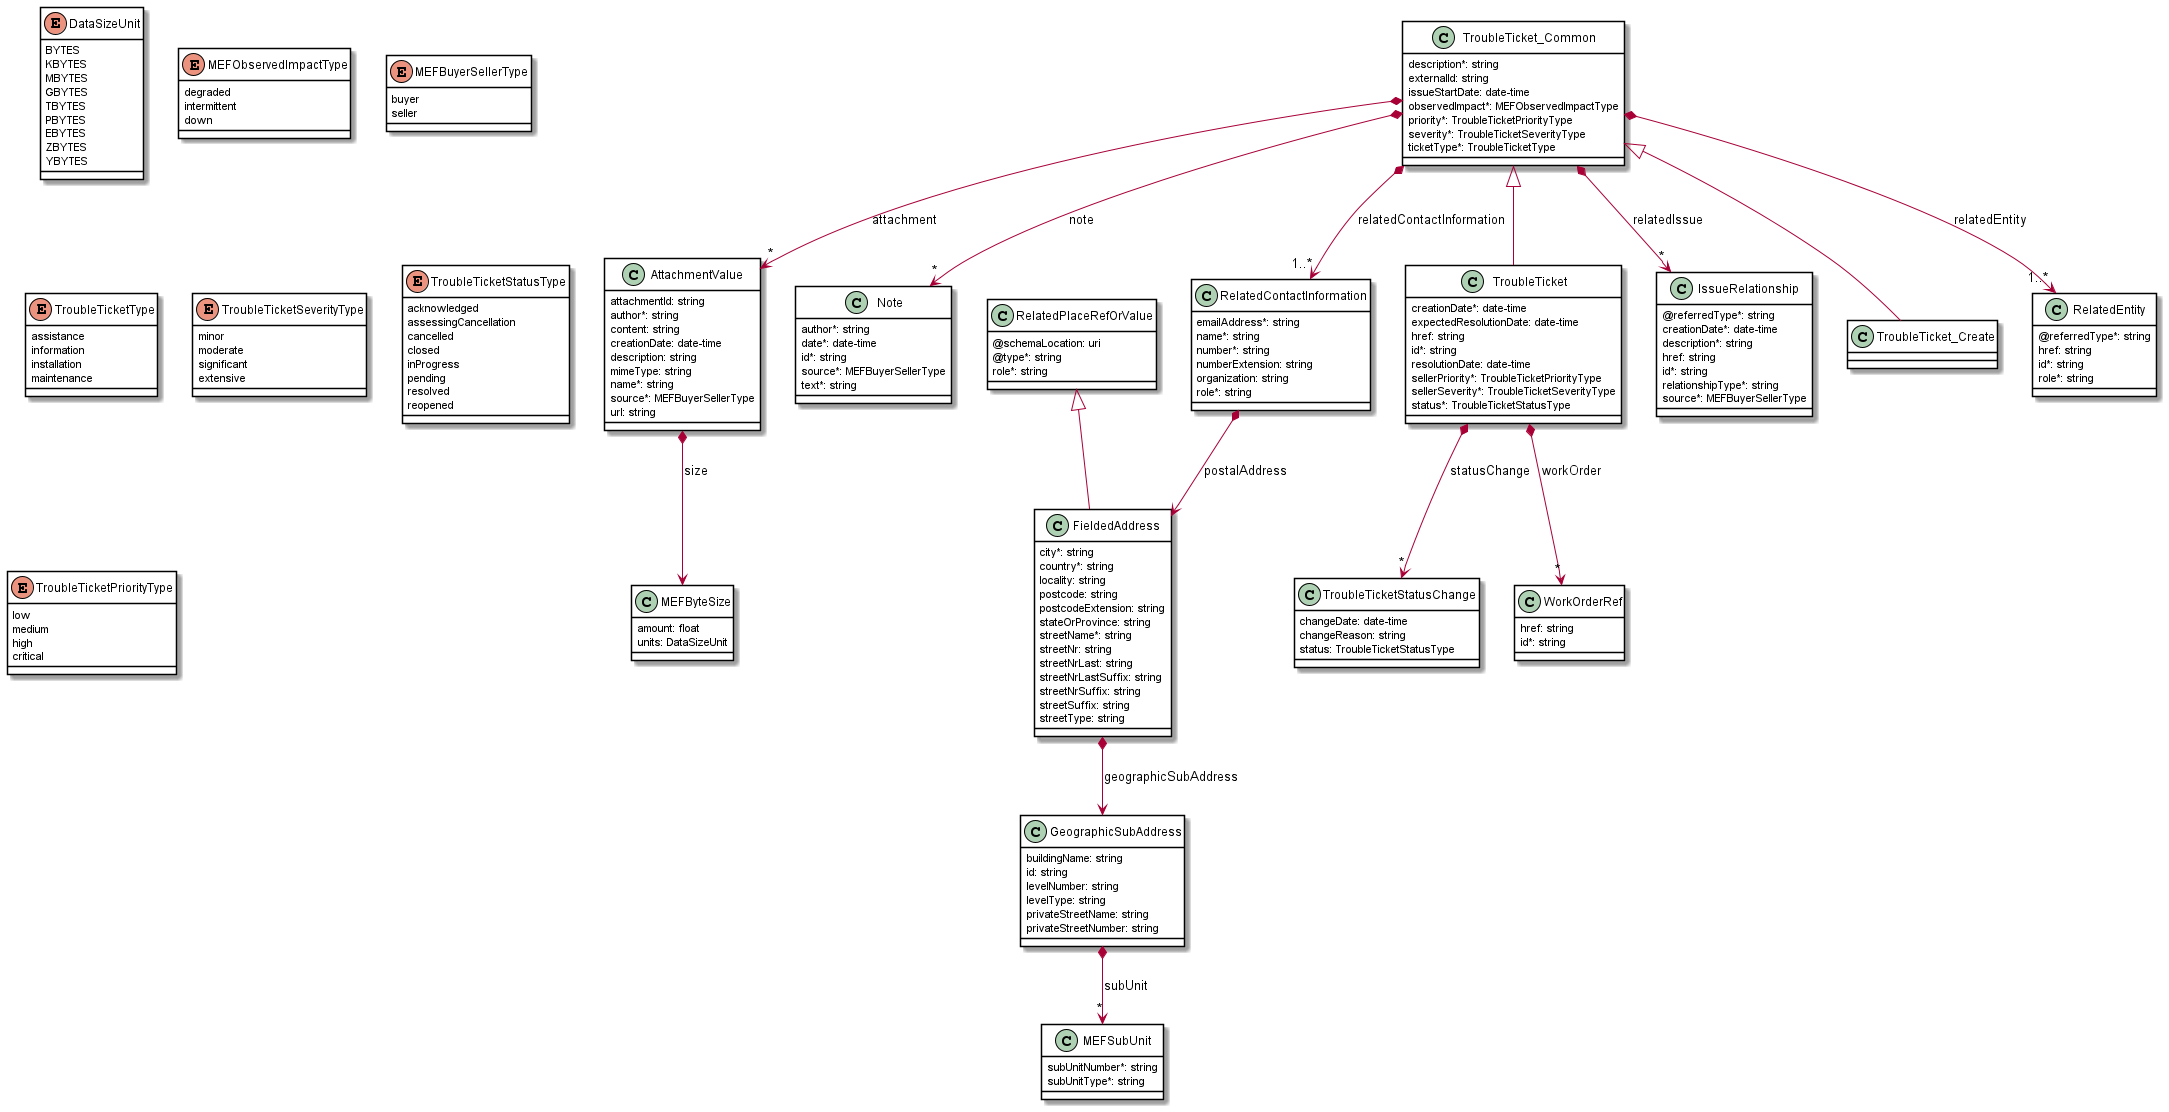 E DataSizeUnit
BYTES
KBYTES
MBYTES
GBYTES
TBYTES
PBYTES
EBYTES
ZBYTES
YBYTES
E MEFObservedImpactType
degraded
intermittent
down
E MEFBuyerSellerType
buyer
seller
C TroubleTicket_Common
description*: string
externalId: string
issueStartDate: date-time
observedImpact*: MEFObservedImpactType
priority*: TroubleTicketPriorityType
severity*: TroubleTicketSeverityType
ticketType*: TroubleTicketType
attachment
*
note
*
relatedContactInformation
1..*
relatedIssue
*
relatedEntity
1..*
E TroubleTicketType
assistance
information
installation
maintenance
E TroubleTicketSeverityType
minor
moderate
significant
extensive
E TroubleTicketStatusType
acknowledged
assessingCancellation
cancelled
closed
inProgress
pending
resolved
reopened
C AttachmentValue
attachmentId: string
author*: string
content: string
creationDate: date-time
description: string
mimeType: string
name*: string
source*: MEFBuyerSellerType
url: string
C Note
author*: string
date*: date-time
id*: string
source*: MEFBuyerSellerType
text*: string
C RelatedPlaceRefOrValue
@schemaLocation: uri
@type*: string
role*: string
C RelatedContactInformation
emailAddress*: string
name*: string
number*: string
numberExtension: string
organization: string
role*: string
C TroubleTicket
creationDate*: date-time
expectedResolutionDate: date-time
href: string
id*: string
resolutionDate: date-time
sellerPriority*: TroubleTicketPriorityType
sellerSeverity*: TroubleTicketSeverityType
status*: TroubleTicketStatusType
C IssueRelationship
@referredType*: string
creationDate*: date-time
description*: string
href: string
id*: string
relationshipType*: string
source*: MEFBuyerSellerType
C TroubleTicket_Create
C RelatedEntity
@referredType*: string
href: string
id*: string
role*: string
size
postalAddress
statusChange
*
workOrder
*
E TroubleTicketPriorityType
low
medium
high
critical
C MEFByteSize
amount: float
units: DataSizeUnit
C FieldedAddress
city*: string
country*: string
locality: string
postcode: string
postcodeExtension: string
stateOrProvince: string
streetName*: string
streetNr: string
streetNrLast: string
streetNrLastSuffix: string
streetNrSuffix: string
streetSuffix: string
streetType: string
C TroubleTicketStatusChange
changeDate: date-time
changeReason: string
status: TroubleTicketStatusType
C WorkOrderRef
href: string
id*: string
geographicSubAddress
C GeographicSubAddress
buildingName: string
id: string
levelNumber: string
levelType: string
privateStreetName: string
privateStreetNumber: string
subUnit
*
C MEFSubUnit
subUnitNumber*: string
subUnitType*: string